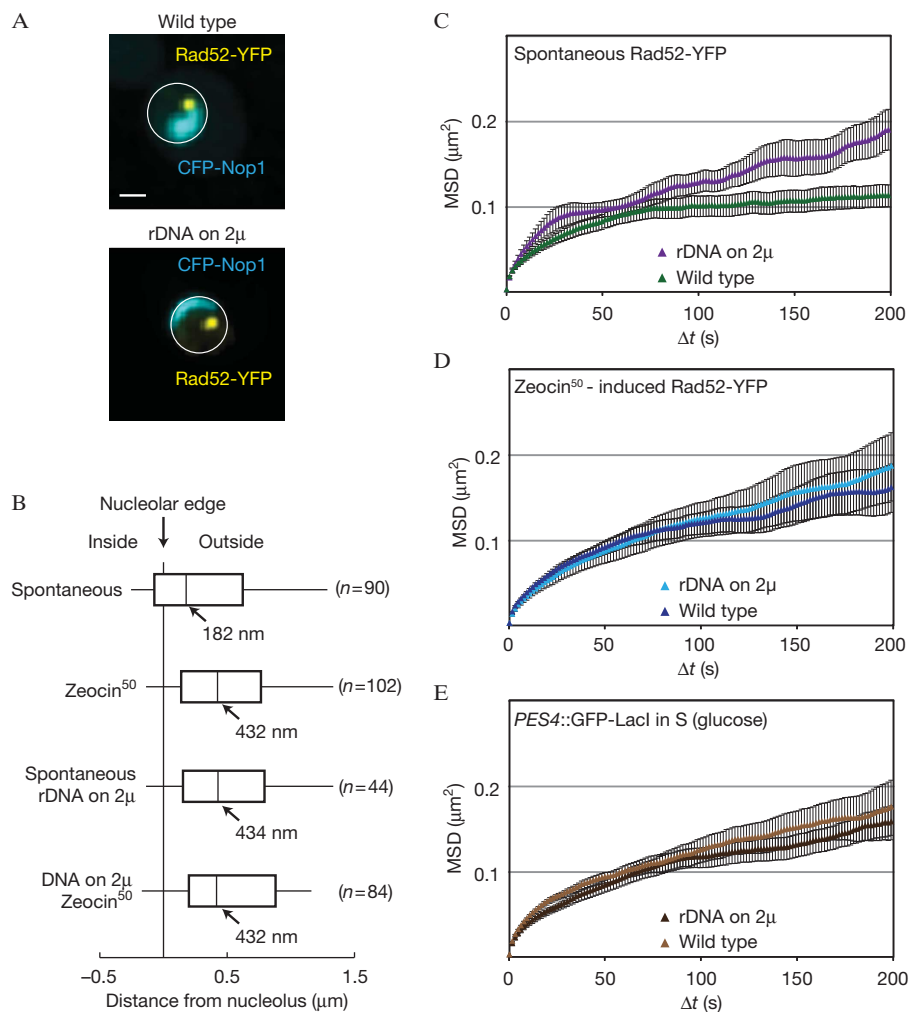 A
Wild type
Rad52-YFP
CFP-Nop1
rDNA on 2μ
CFP-Nop1
Rad52-YFP
B
Nucleolar edge
Inside
Outside
Spontaneous
(n=90)
182 nm
Zeocin⁵⁰
(n=102)
432 nm
Spontaneous
rDNA on 2μ
(n=44)
434 nm
DNA on 2μ
Zeocin⁵⁰
(n=84)
432 nm
−0.5 0 0.5 1.5
Distance from nucleolus (μm)
C
Spontaneous Rad52-YFP
MSD (μm²)
0.2
0.1
rDNA on 2μ
Wild type
0 50 100 150 200
Δt (s)
D
Zeocin⁵⁰ - induced Rad52-YFP
MSD (μm²)
0.2
0.1
rDNA on 2μ
Wild type
0 50 100 150 200
Δt (s)
E
PES4::GFP-LacI in S (glucose)
MSD (μm²)
0.2
0.1
rDNA on 2μ
Wild type
0 50 100 150 200
Δt (s)